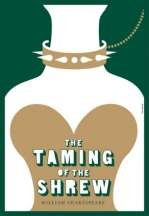 THE
TAMING
OF THE
SHREW
WILLIAM SHAKESPEARE